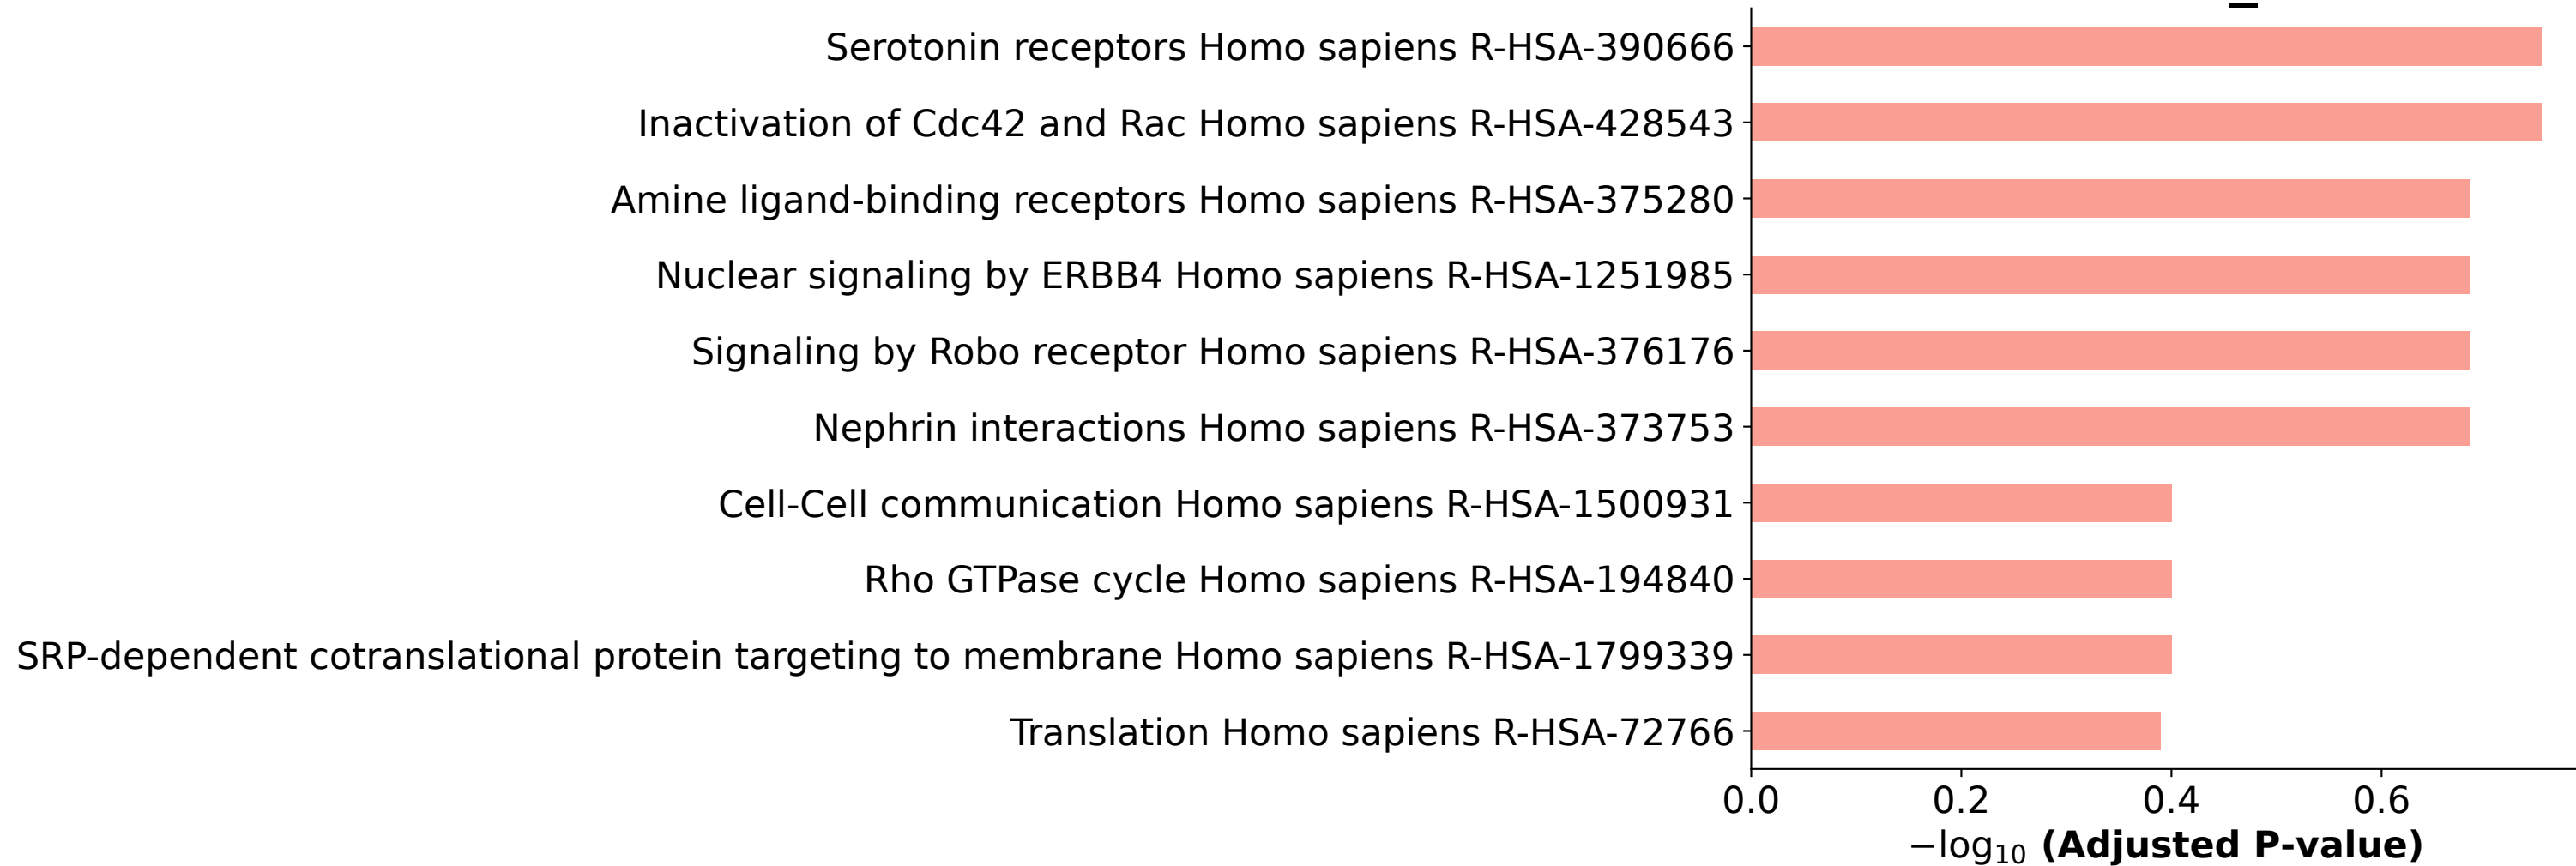 Serotonin receptors Homo sapiens R-HSA-390666
Inactivation of Cdc42 and Rac Homo sapiens R-HSA-428543
Amine ligand-binding receptors Homo sapiens R-HSA-375280
Nuclear signaling by ERBB4 Homo sapiens R-HSA-1251985
Signaling by Robo receptor Homo sapiens R-HSA-376176
Nephrin interactions Homo sapiens R-HSA-373753
Cell-Cell communication Homo sapiens R-HSA-1500931
Rho GTPase cycle Homo sapiens R-HSA-194840
SRP-dependent cotranslational protein targeting to membrane Homo sapiens R-HSA-1799339
Translation Homo sapiens R-HSA-72766
0.0 0.2 0.4 0.6
−log₁₀ (Adjusted P-value)